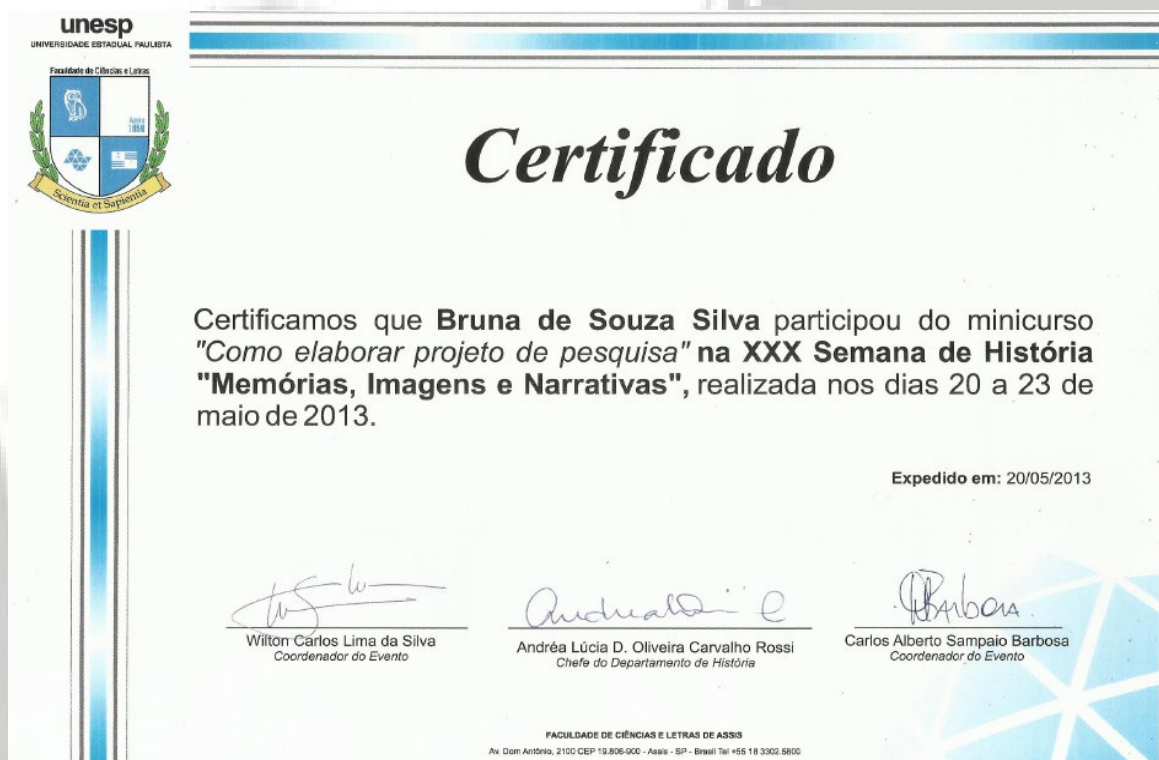 unesp
UNIVERSIDADE ESTADUAL PAULISTA
Faculdade de Ciências e Letras
Assis
1958
Scientia et Sapientia
Certificado
Certificamos que Bruna de Souza Silva participou do minicurso
"Como elaborar projeto de pesquisa" na XXX Semana de História
"Memórias, Imagens e Narrativas", realizada nos dias 20 a 23 de
maio de 2013.
Expedido em: 20/05/2013
Wilton Carlos Lima da Silva
Coordenador do Evento
Andréa Lúcia D. Oliveira Carvalho Rossi
Chefe do Departamento de História
Barbosa
Carlos Alberto Sampaio Barbosa
Coordenador do Evento
FACULDADE DE CIÊNCIAS E LETRAS DE ASSIS
Av. Dom Antônio, 2100 CEP 19.806-900 - Assis - SP - Brasil Tel +55 18 3302.5800